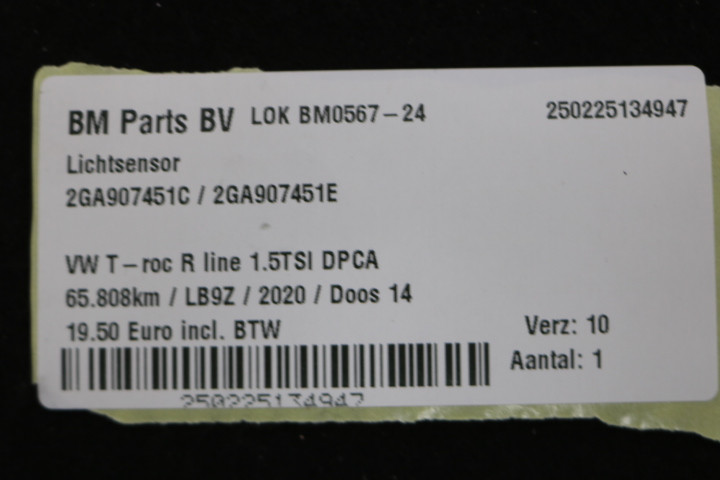 BM Parts BV LOK BM0567-24 250225134947
Lichtsensor
2GA907451C / 2GA907451E
VW T-roc R line 1.5TSI DPCA
65.808km / LB9Z / 2020 / Doos 14
19.50 Euro incl. BTW Verz: 10
Aantal: 1
250225134947